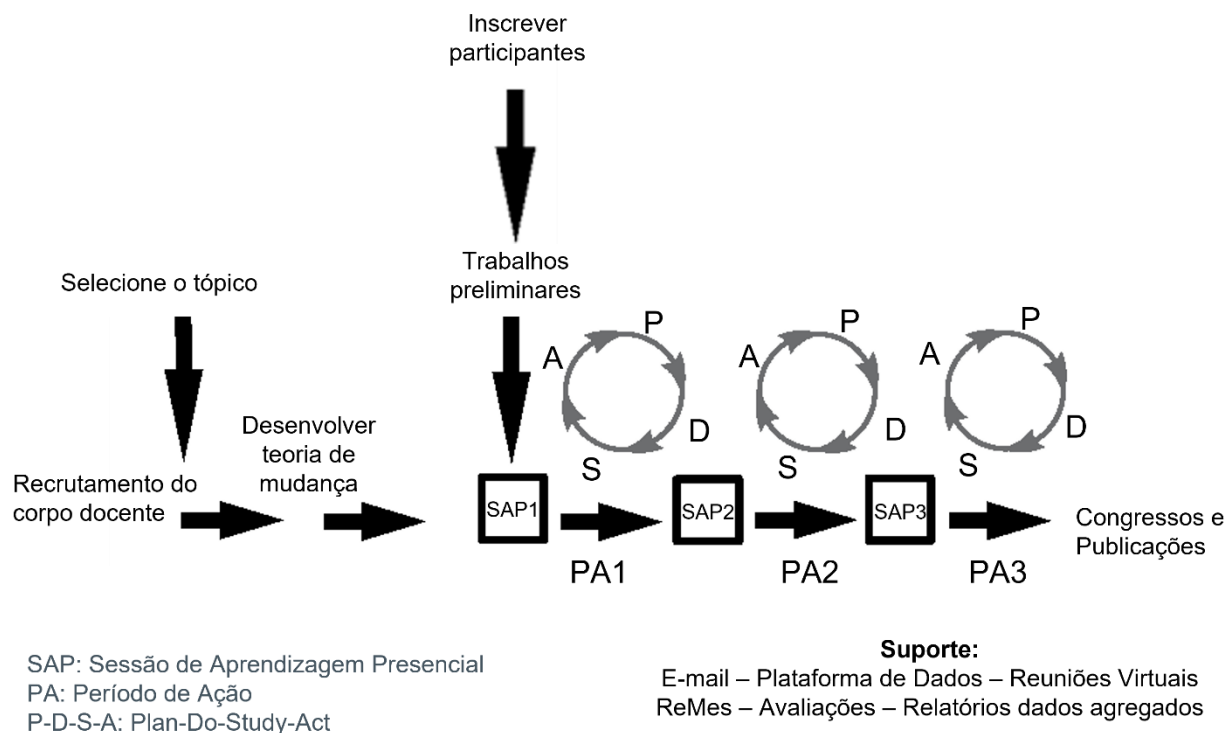 Inscrever
participantes
Trabalhos
preliminares
Selecione o tópico
Desenvolver
teoria de
mudança
Recrutamento do
corpo docente
A
P
D
S
A
P
D
S
A
P
D
S
SAP1
SAP2
SAP3
PA1
PA2
PA3
Congressos e
Publicações
SAP: Sessão de Aprendizagem Presencial
PA: Período de Ação
P-D-S-A: Plan-Do-Study-Act
Suporte:
E-mail – Plataforma de Dados – Reuniões Virtuais
ReMes – Avaliações – Relatórios dados agregados